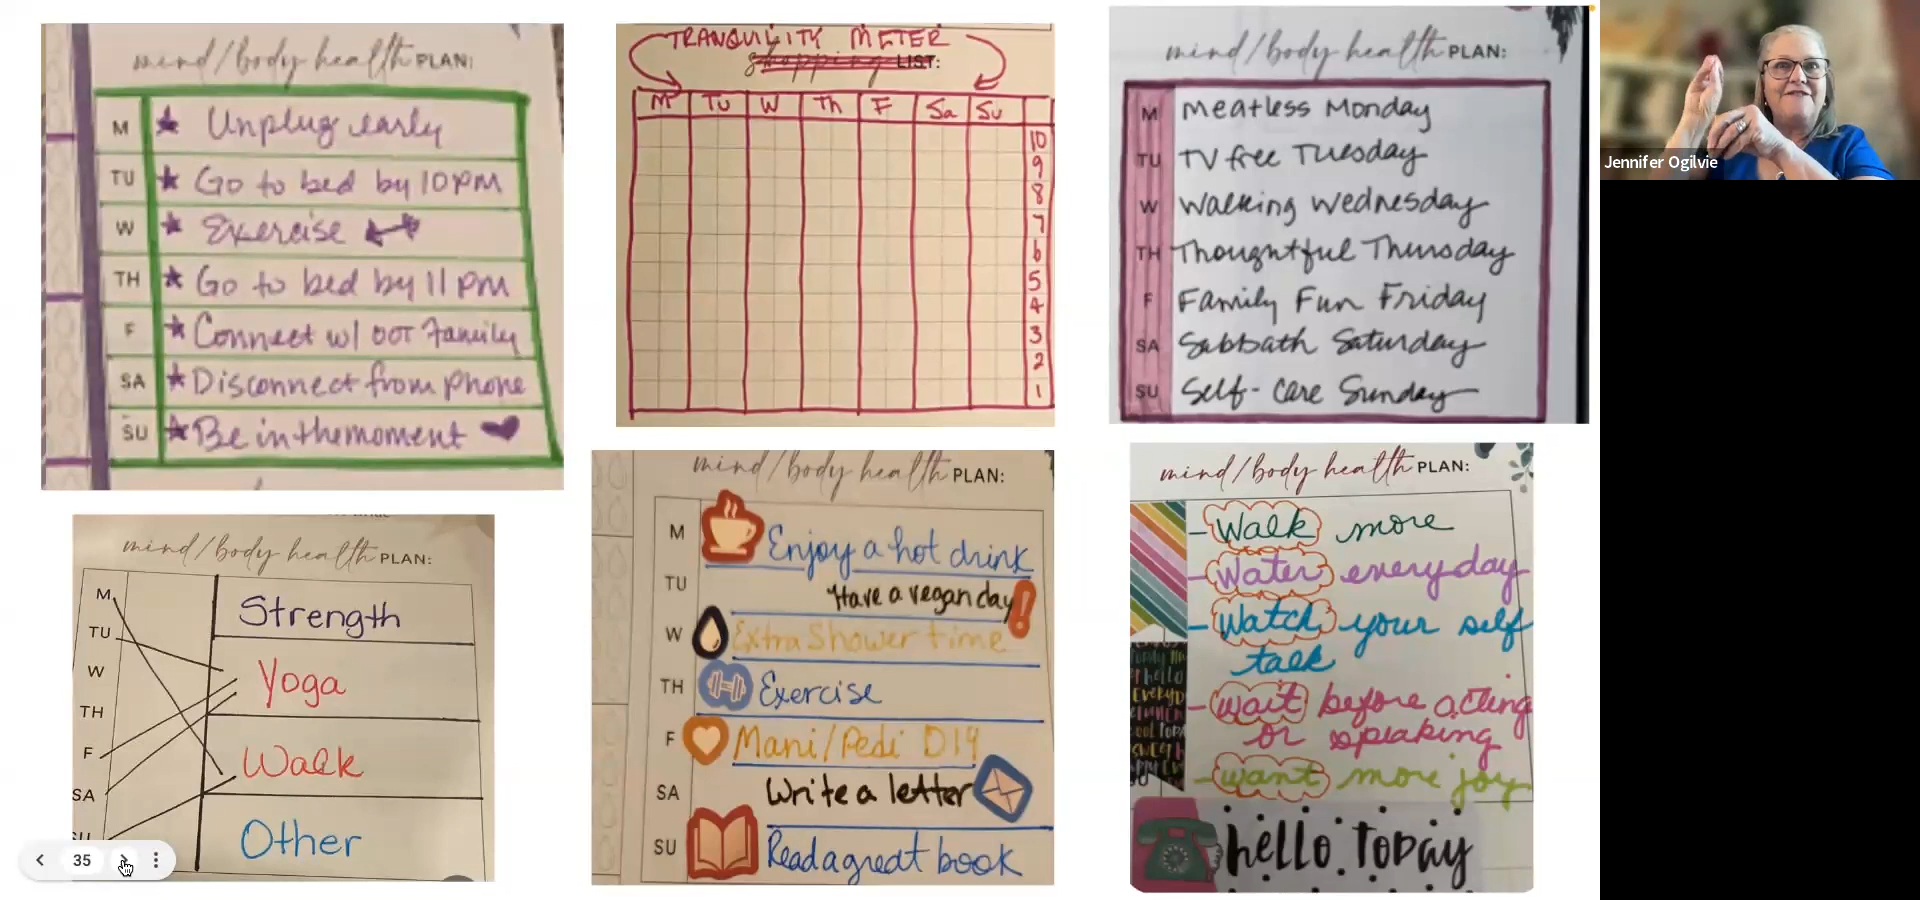 mind/body health PLAN:
M ★ Unplug early
TU ★ Go to bed by 10pm
W ★ Exercise
TH ★ Go to bed by 11pm
F ★ Connect w/ OOT family
SA ★ Disconnect from phone
SU ★ Be in the moment
TRANQUILITY METER
shopping LIST:
M Tu W Th F Sa Su
10
9
8
7
6
5
4
3
2
1
mind/body health PLAN:
M Meatless Monday
TU TV free Tuesday
W Walking Wednesday
TH Thoughtful Thursday
F Family Fun Friday
SA Sabbath Saturday
SU Self-Care Sunday
Jennifer Ogilvie
mind/body health PLAN:
M
TU
W
TH
F
SA
SU
Strength
Yoga
Walk
Other
35
mind/body health PLAN:
M Enjoy a hot drink
TU Have a vegan day!
W Extra Shower time
TH Exercise
F Mani/Pedi DIY
SA Write a letter
SU Read a great book
mind/body health PLAN:
- Walk more
- Water everyday
- Watch your self
talk
- Wait before acting
or speaking
- want more joy
hello
hello today